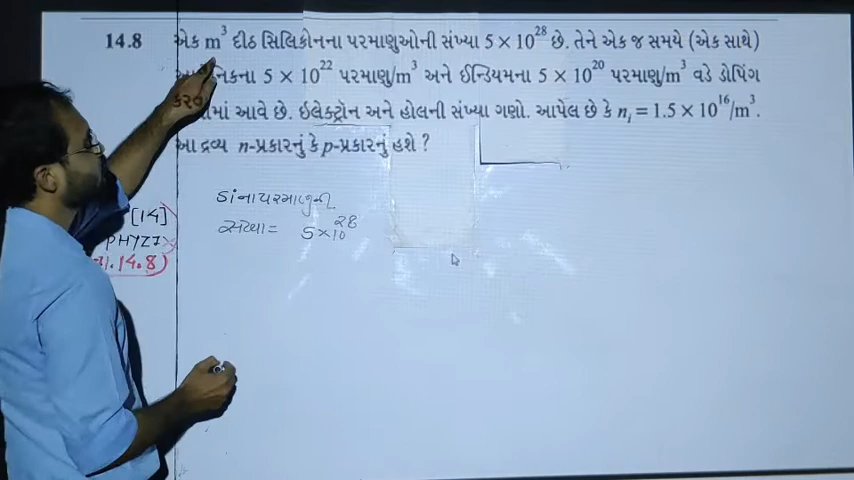 14.8 એક m³ દીઠ સિલિકોનના પરમાણુઓની સંખ્યા 5 × 10²⁸ છે. તેને એક જ સમયે (એક સાથે)
5 × 10²² પરમાણુ/m³ અને ઈન્ડિયમના 5 × 10²⁰ પરમાણુ/m³ વડે ડોપિંગ
આવે છે. ઇલેક્ટ્રૉન અને હોલની સંખ્યા ગણો. આપેલ છે કે nᵢ = 1.5 × 10¹⁶/m³.
આ દ્રવ્ય n-પ્રકારનું કે p-પ્રકારનું હશે ?
Siનાપરમાણુની
સંખ્યા= 5×10²⁸
[14]
PHYZI
14.8)